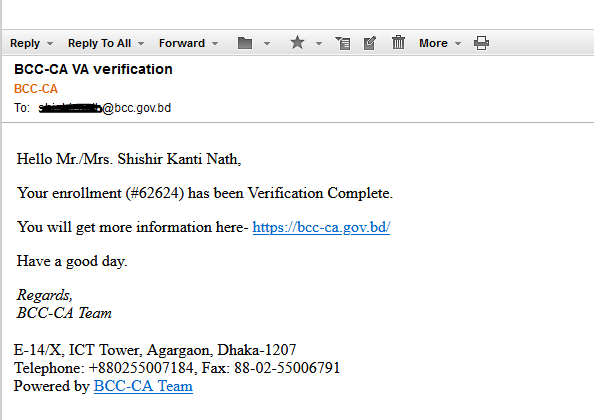 Reply Reply To All Forward More
BCC-CA VA verification
BCC-CA
To: @bcc.gov.bd
Hello Mr./Mrs. Shishir Kanti Nath,
Your enrollment (#62624) has been Verification Complete.
You will get more information here- https://bcc-ca.gov.bd/
Have a good day.
Regards,
BCC-CA Team
E-14/X, ICT Tower, Agargaon, Dhaka-1207
Telephone: +880255007184, Fax: 88-02-55006791
Powered by BCC-CA Team